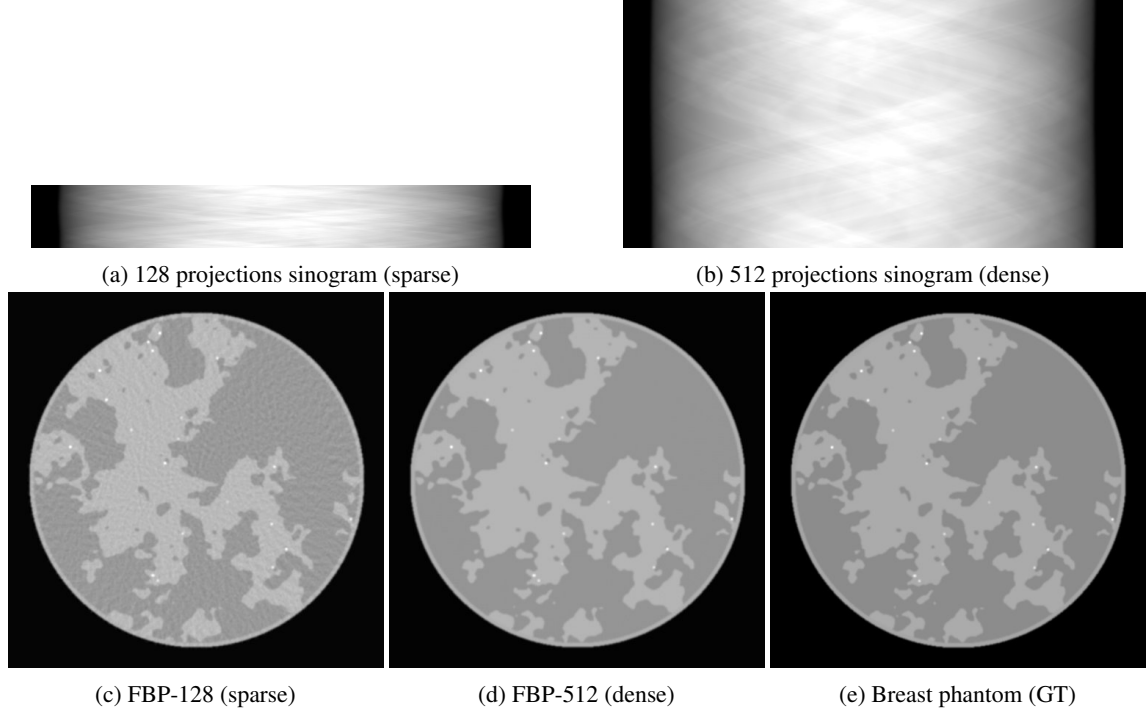 (a) 128 projections sinogram (sparse)
(b) 512 projections sinogram (dense)
(c) FBP-128 (sparse)
(d) FBP-512 (dense)
(e) Breast phantom (GT)